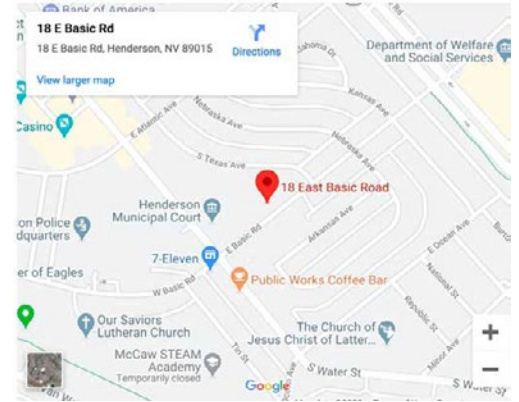 Bank of America
18 E Basic Rd
18 E Basic Rd, Henderson, NV 89015
Directions
View larger map
Department of Welfare
and Social Services
Casino
E Atlantic Ave
Nebraska Ave
Kansas Ave
Nebraska Ave
S Texas Ave
18 East Basic Road
Henderson
Municipal Court
Arkansas Ave
on Police
dquarters
E Basic Rd
E Ocean Ave
7-Eleven
er of Eagles
W Basic Rd
Public Works Coffee Bar
National St
Republic St
Our Saviors
Lutheran Church
The Church of
Jesus Christ of Latter...
McCaw STEAM
Academy
Temporarily closed
Tin St
Minor Ave
S Water St
S Water St
Google